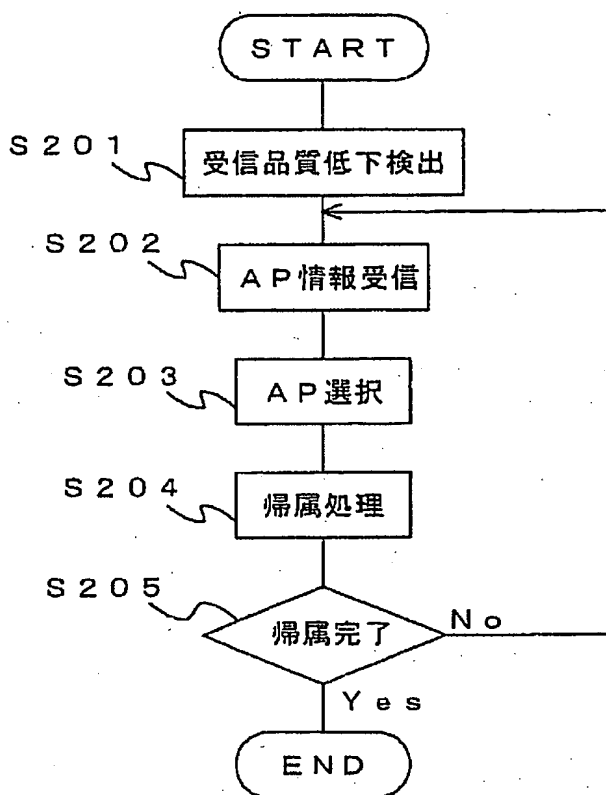 START
S201
受信品質低下検出
S202
AP情報受信
S203
AP選択
S204
帰属処理
S205
帰属完了
No
Yes
END